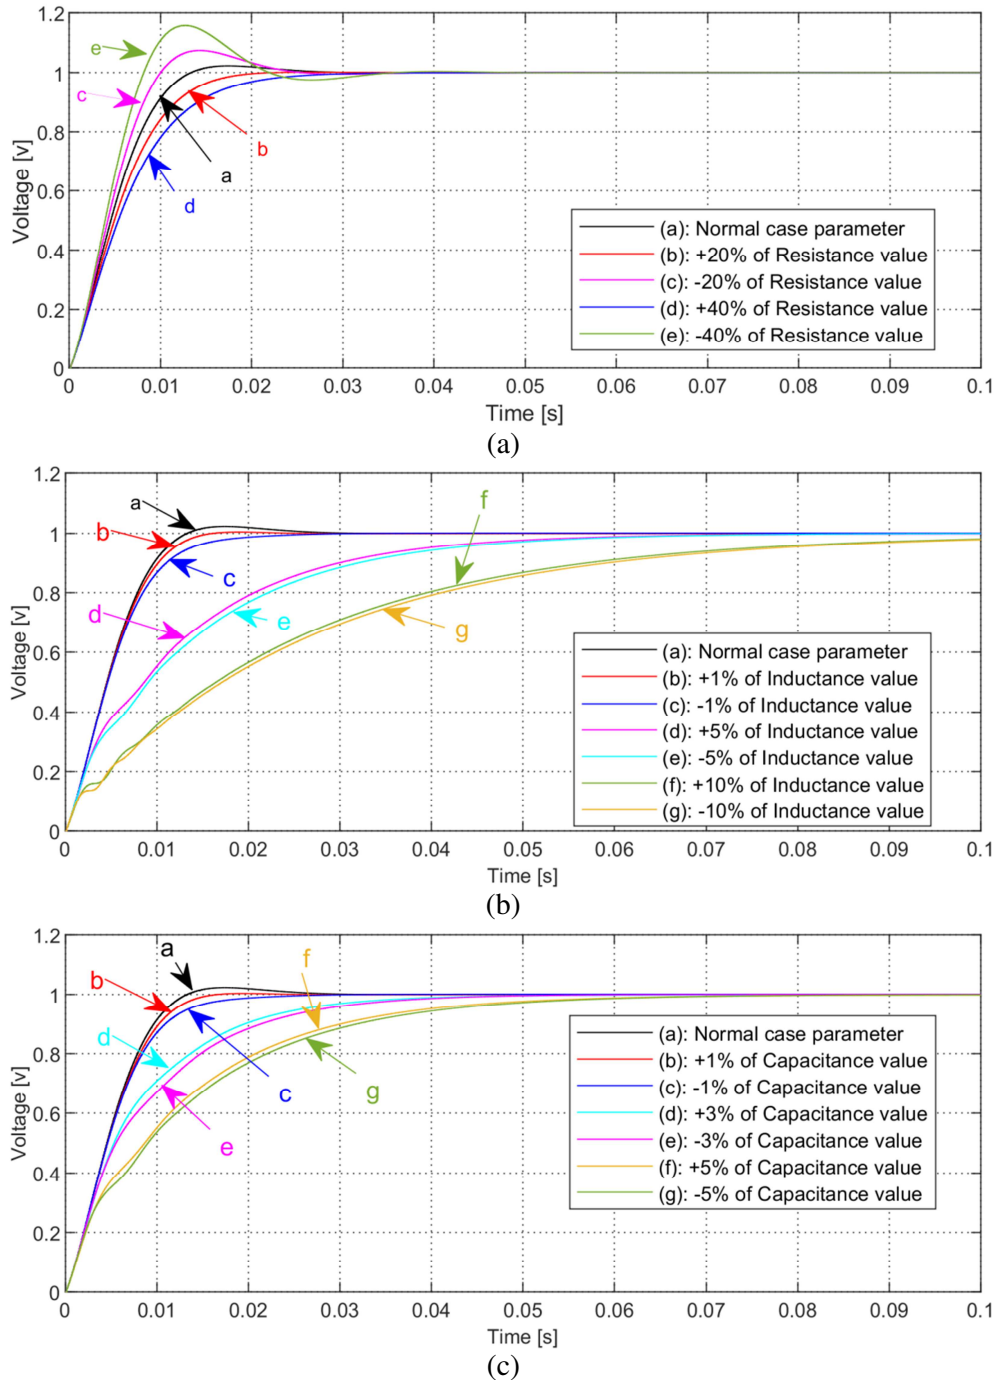 1.2
1
0.8
0.6
0.4
0.2
0
Voltage [v]
e
c
b
a
d
(a): Normal case parameter
(b): +20% of Resistance value
(c): -20% of Resistance value
(d): +40% of Resistance value
(e): -40% of Resistance value
0 0.01 0.02 0.03 0.04 0.05 0.06 0.07 0.08 0.09 0.1
Time [s]
(a)
1.2
1
0.8
0.6
0.4
0.2
0
Voltage [v]
a
f
b
c
d
e
g
(a): Normal case parameter
(b): +1% of Inductance value
(c): -1% of Inductance value
(d): +5% of Inductance value
(e): -5% of Inductance value
(f): +10% of Inductance value
(g): -10% of Inductance value
0 0.01 0.02 0.03 0.04 0.05 0.06 0.07 0.08 0.09 0.1
Time [s]
(b)
1.2
1
0.8
0.6
0.4
0.2
0
Voltage [v]
a
f
b
d
c
g
e
(a): Normal case parameter
(b): +1% of Capacitance value
(c): -1% of Capacitance value
(d): +3% of Capacitance value
(e): -3% of Capacitance value
(f): +5% of Capacitance value
(g): -5% of Capacitance value
0 0.01 0.02 0.03 0.04 0.05 0.06 0.07 0.08 0.09 0.1
Time [s]
(c)